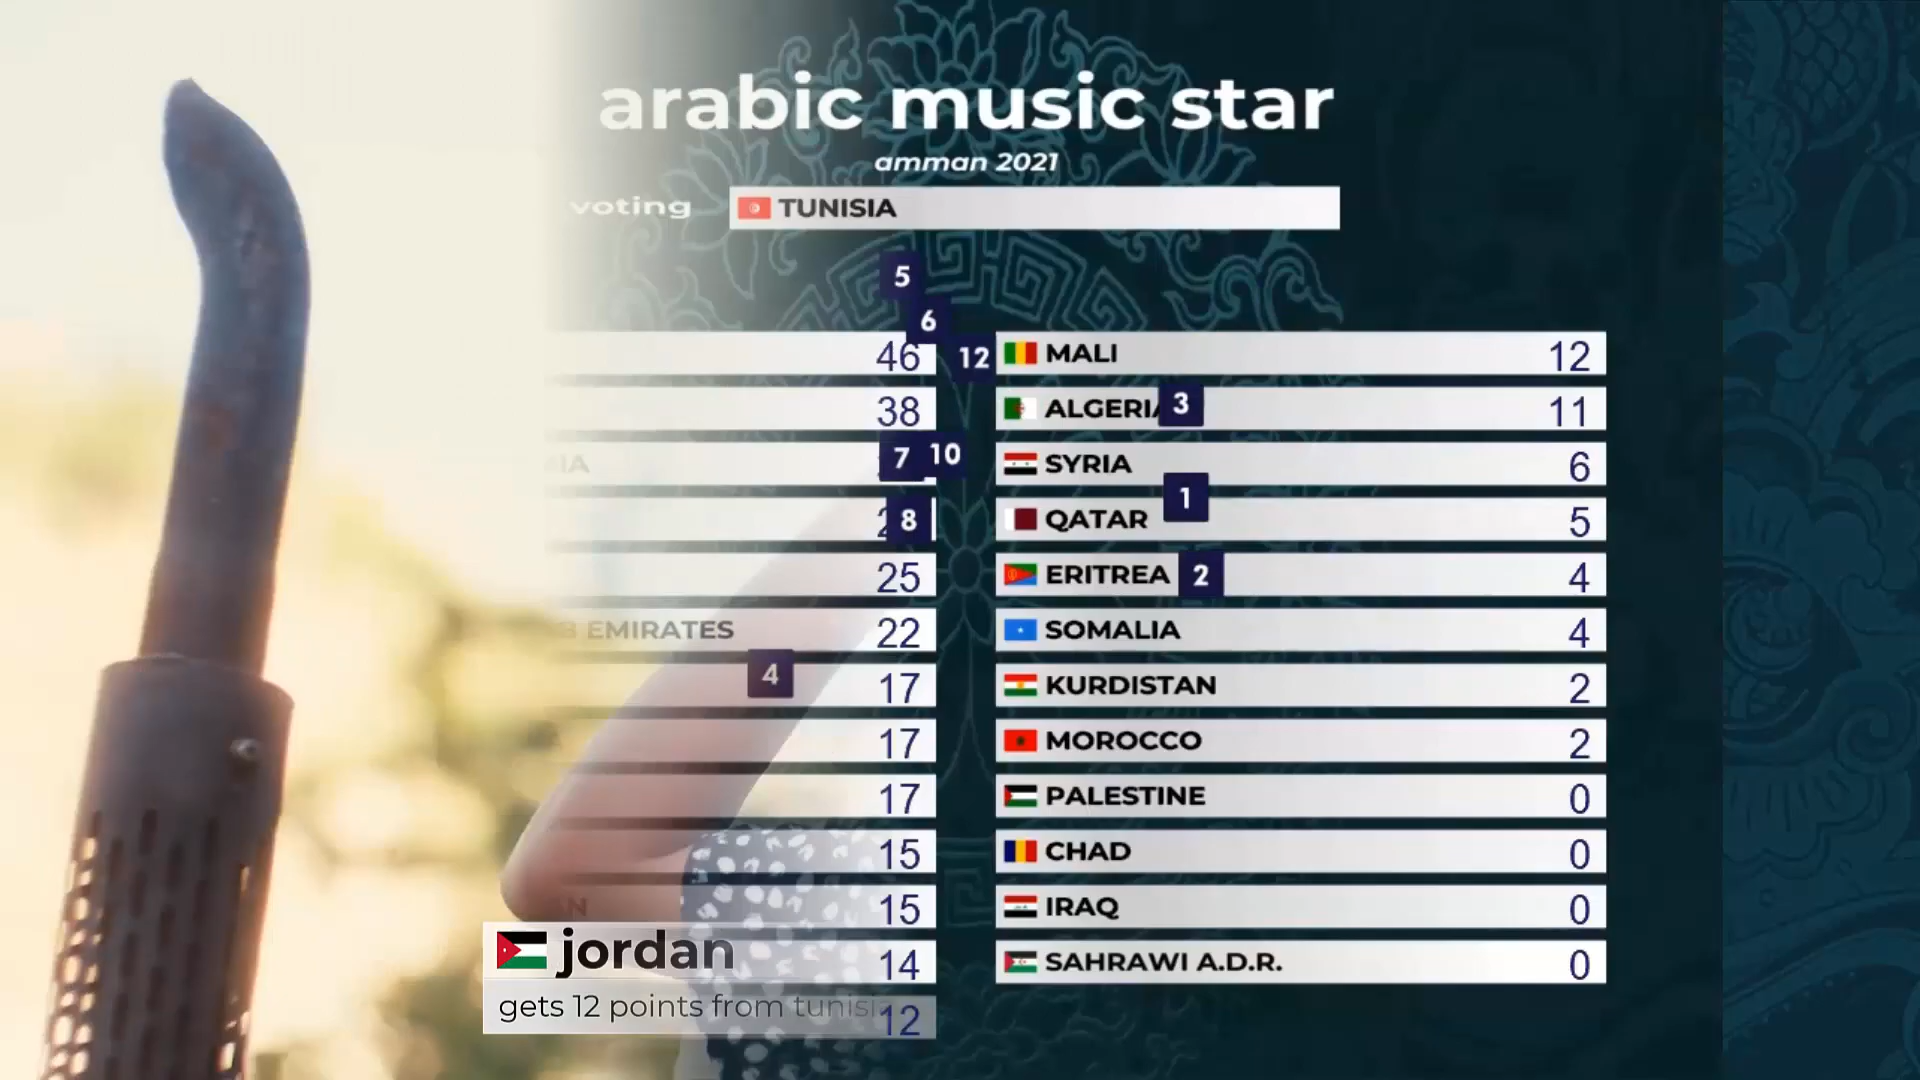 arabic music star
amman 2021
voting TUNISIA
5
6
46 12 MALI 12
38 ALGERIA 3 11
7 10 SYRIA 6
8 QATAR 1 5
25 ERITREA 2 4
EMIRATES 22 SOMALIA 4
4 17 KURDISTAN 2
17 MOROCCO 2
17 PALESTINE 0
15 CHAD 0
15 IRAQ 0
jordan 14 SAHRAWI A.D.R. 0
gets 12 points from tunisia 12